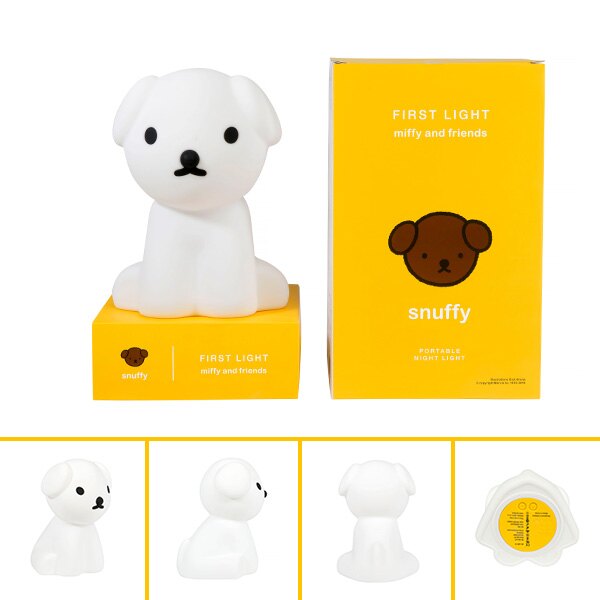 FIRST LIGHT
miffy and friends
snuffy
PORTABLE
NIGHT LIGHT
snuffy
FIRST LIGHT
miffy and friends